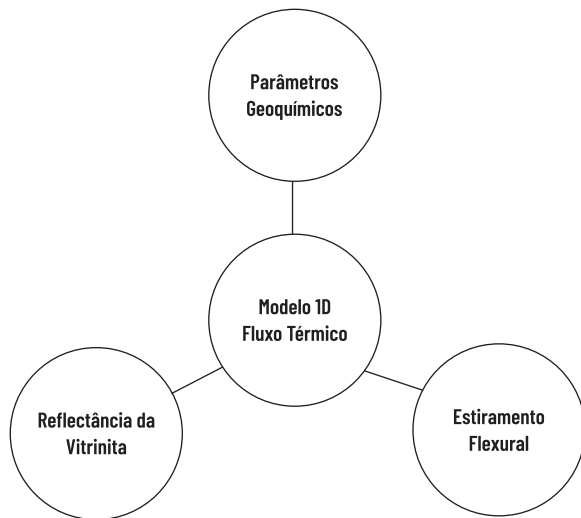 Parâmetros
Geoquímicos
Modelo 1D
Fluxo Térmico
Reflectância da
Vitrinita
Estiramento
Flexural